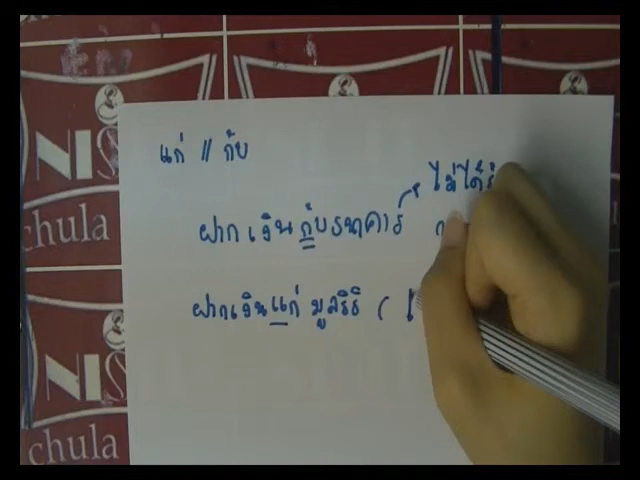 แก่ // กับ
ไม่ได้
ฝากเงินกับธนาคาร
ฝากเงินแก่ มูลธิธิ (
NIS
chula
NIS
chula